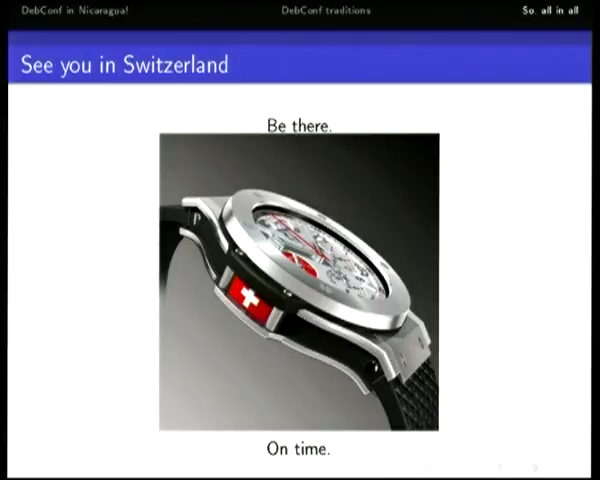 DebConf in Nicaragua! DebConf traditions So, all in all
See you in Switzerland
Be there.
On time.